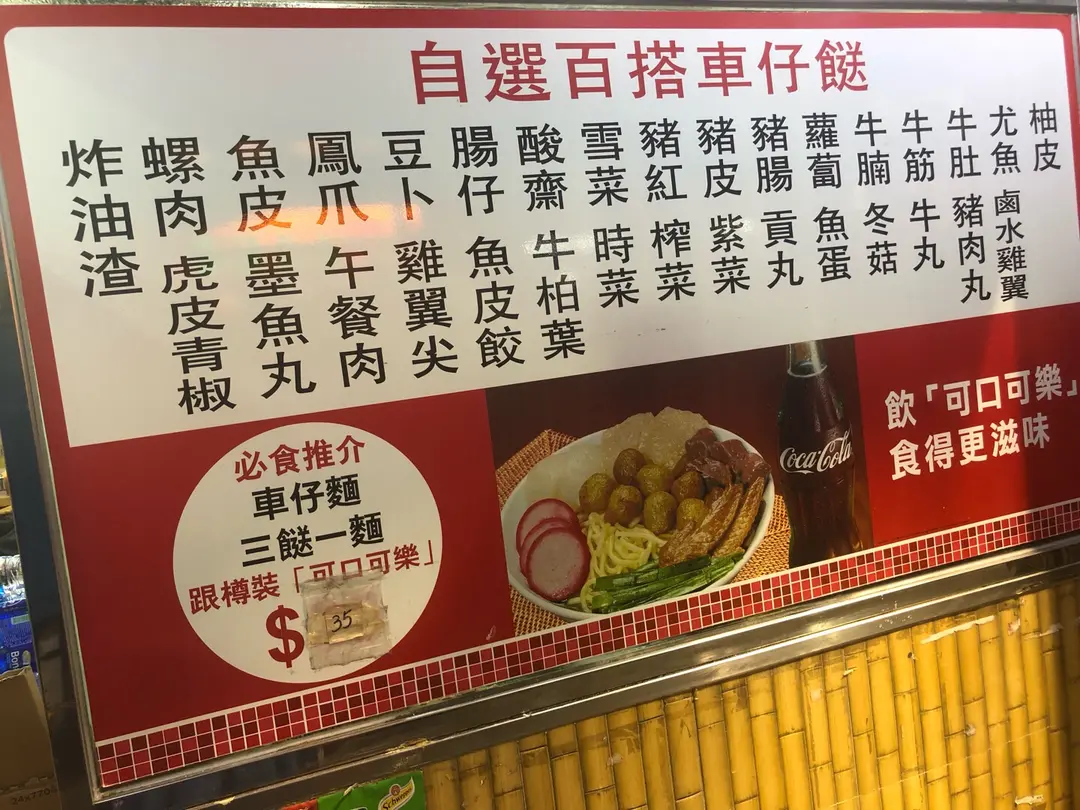 自選百搭車仔餸
柚皮
尤魚 鹵水雞翼
牛肚 豬肉丸
牛筋 牛丸
牛腩 冬菇
蘿蔔 魚蛋
豬腸 貢丸
豬皮 紫菜
豬紅 榨菜
雪菜 時菜
酸齋 牛柏葉
腸仔 魚皮餃
豆卜 雞翼尖
鳳爪 午餐肉
魚皮 墨魚丸
螺肉 虎皮青椒
炸油渣
必食推介
車仔麵
三餸一麵
跟樽裝「可口可樂」
$35
Coca-Cola
飲「可口可樂」
食得更滋味
Bon
Schweppes